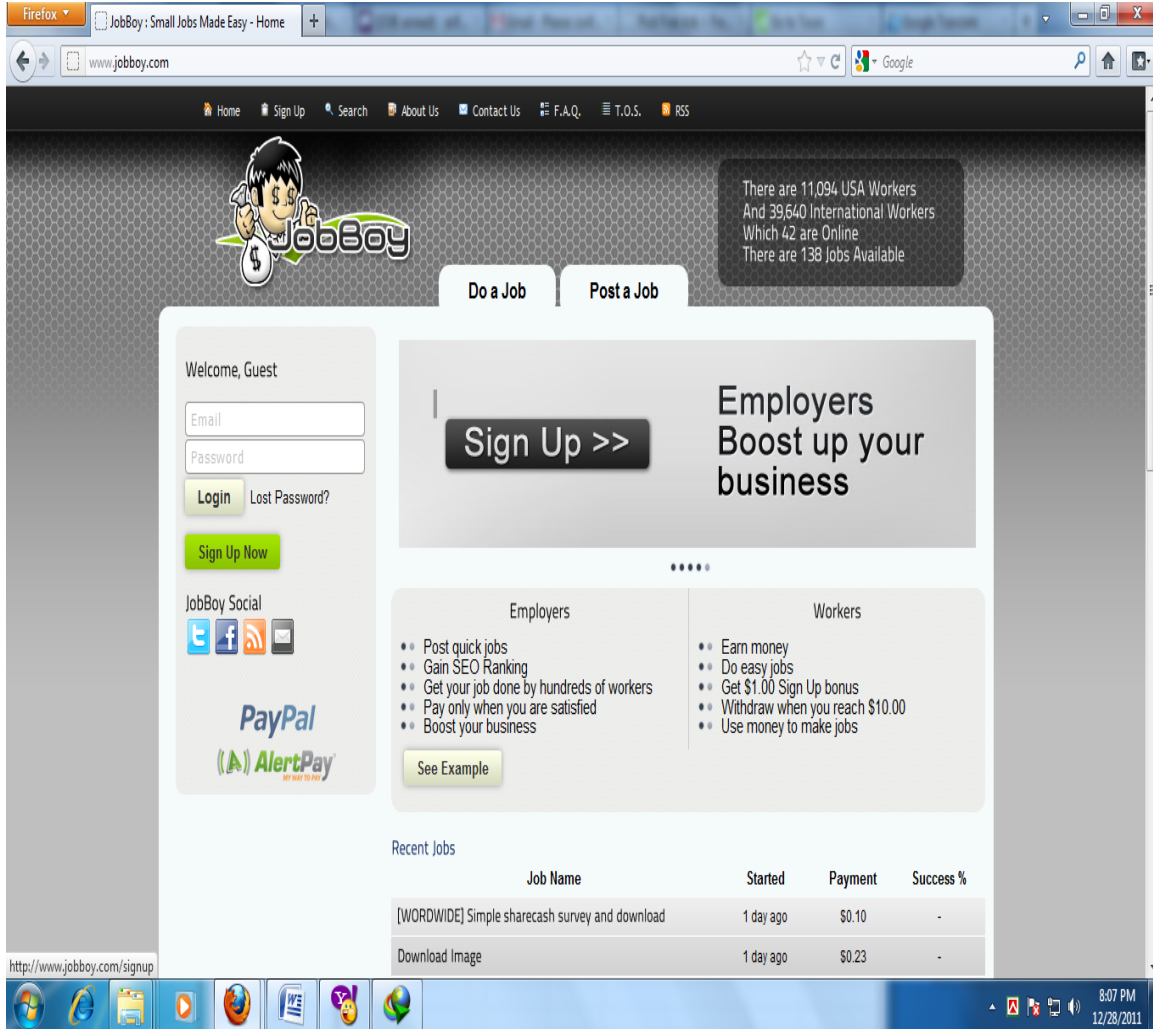 Firefox
JobBoy : Small Jobs Made Easy - Home
www.jobboy.com
Google
Home Sign Up Search About Us Contact Us F.A.Q. T.O.S. RSS
JobBoy
There are 11,094 USA Workers
And 39,640 International Workers
Which 42 are Online
There are 138 Jobs Available
Do a Job Post a Job
Welcome, Guest
Email
Password
Login Lost Password?
Sign Up Now
JobBoy Social
PayPal
AlertPay
MY WAY TO PAY
Sign Up >>
Employers
Boost up your
business
Employers
Post quick jobs
Gain SEO Ranking
Get your job done by hundreds of workers
Pay only when you are satisfied
Boost your business
See Example
Workers
Earn money
Do easy jobs
Get $1.00 Sign Up bonus
Withdraw when you reach $10.00
Use money to make jobs
Recent Jobs
Job Name Started Payment Success %
[WORDWIDE] Simple sharecash survey and download 1 day ago $0.10 -
Download Image 1 day ago $0.23 -
http://www.jobboy.com/signup
8:07 PM
12/28/2011